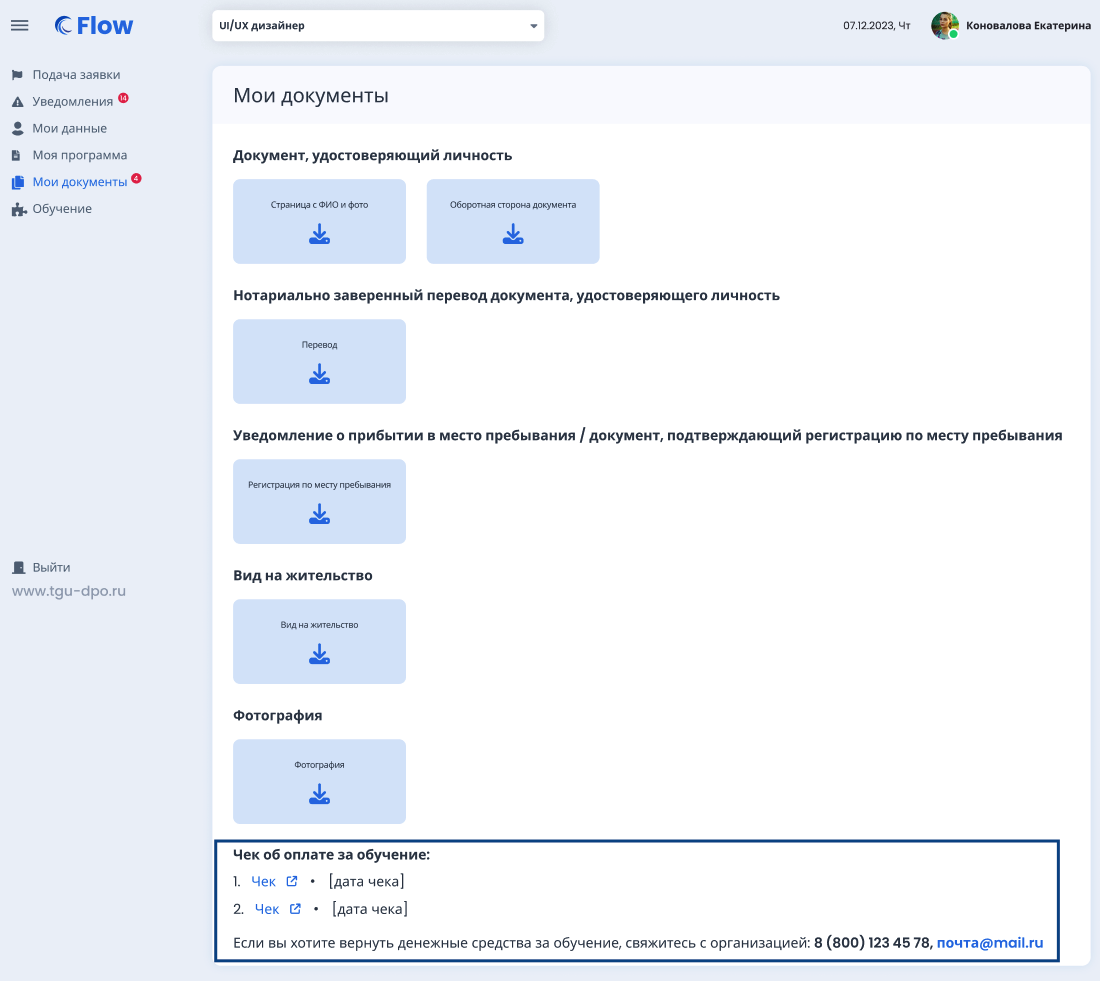 Flow
UI/UX дизайнер
07.12.2023, Чт
Коновалова Екатерина
Подача заявки
Уведомления 14
Мои данные
Моя программа
Мои документы 4
Обучение
Выйти
www.tgu-dpo.ru
Мои документы
Документ, удостоверяющий личность
Страница с ФИО и фото
Оборотная сторона документа
Нотариально заверенный перевод документа, удостоверяющего личность
Перевод
Уведомление о прибытии в место пребывания / документ, подтверждающий регистрацию по месту пребывания
Регистрация по месту пребывания
Вид на жительство
Вид на жительство
Фотография
Фотография
Чек об оплате за обучение:
1. Чек • [дата чека]
2. Чек • [дата чека]
Если вы хотите вернуть денежные средства за обучение, свяжитесь с организацией: 8 (800) 123 45 78, почта@mail.ru